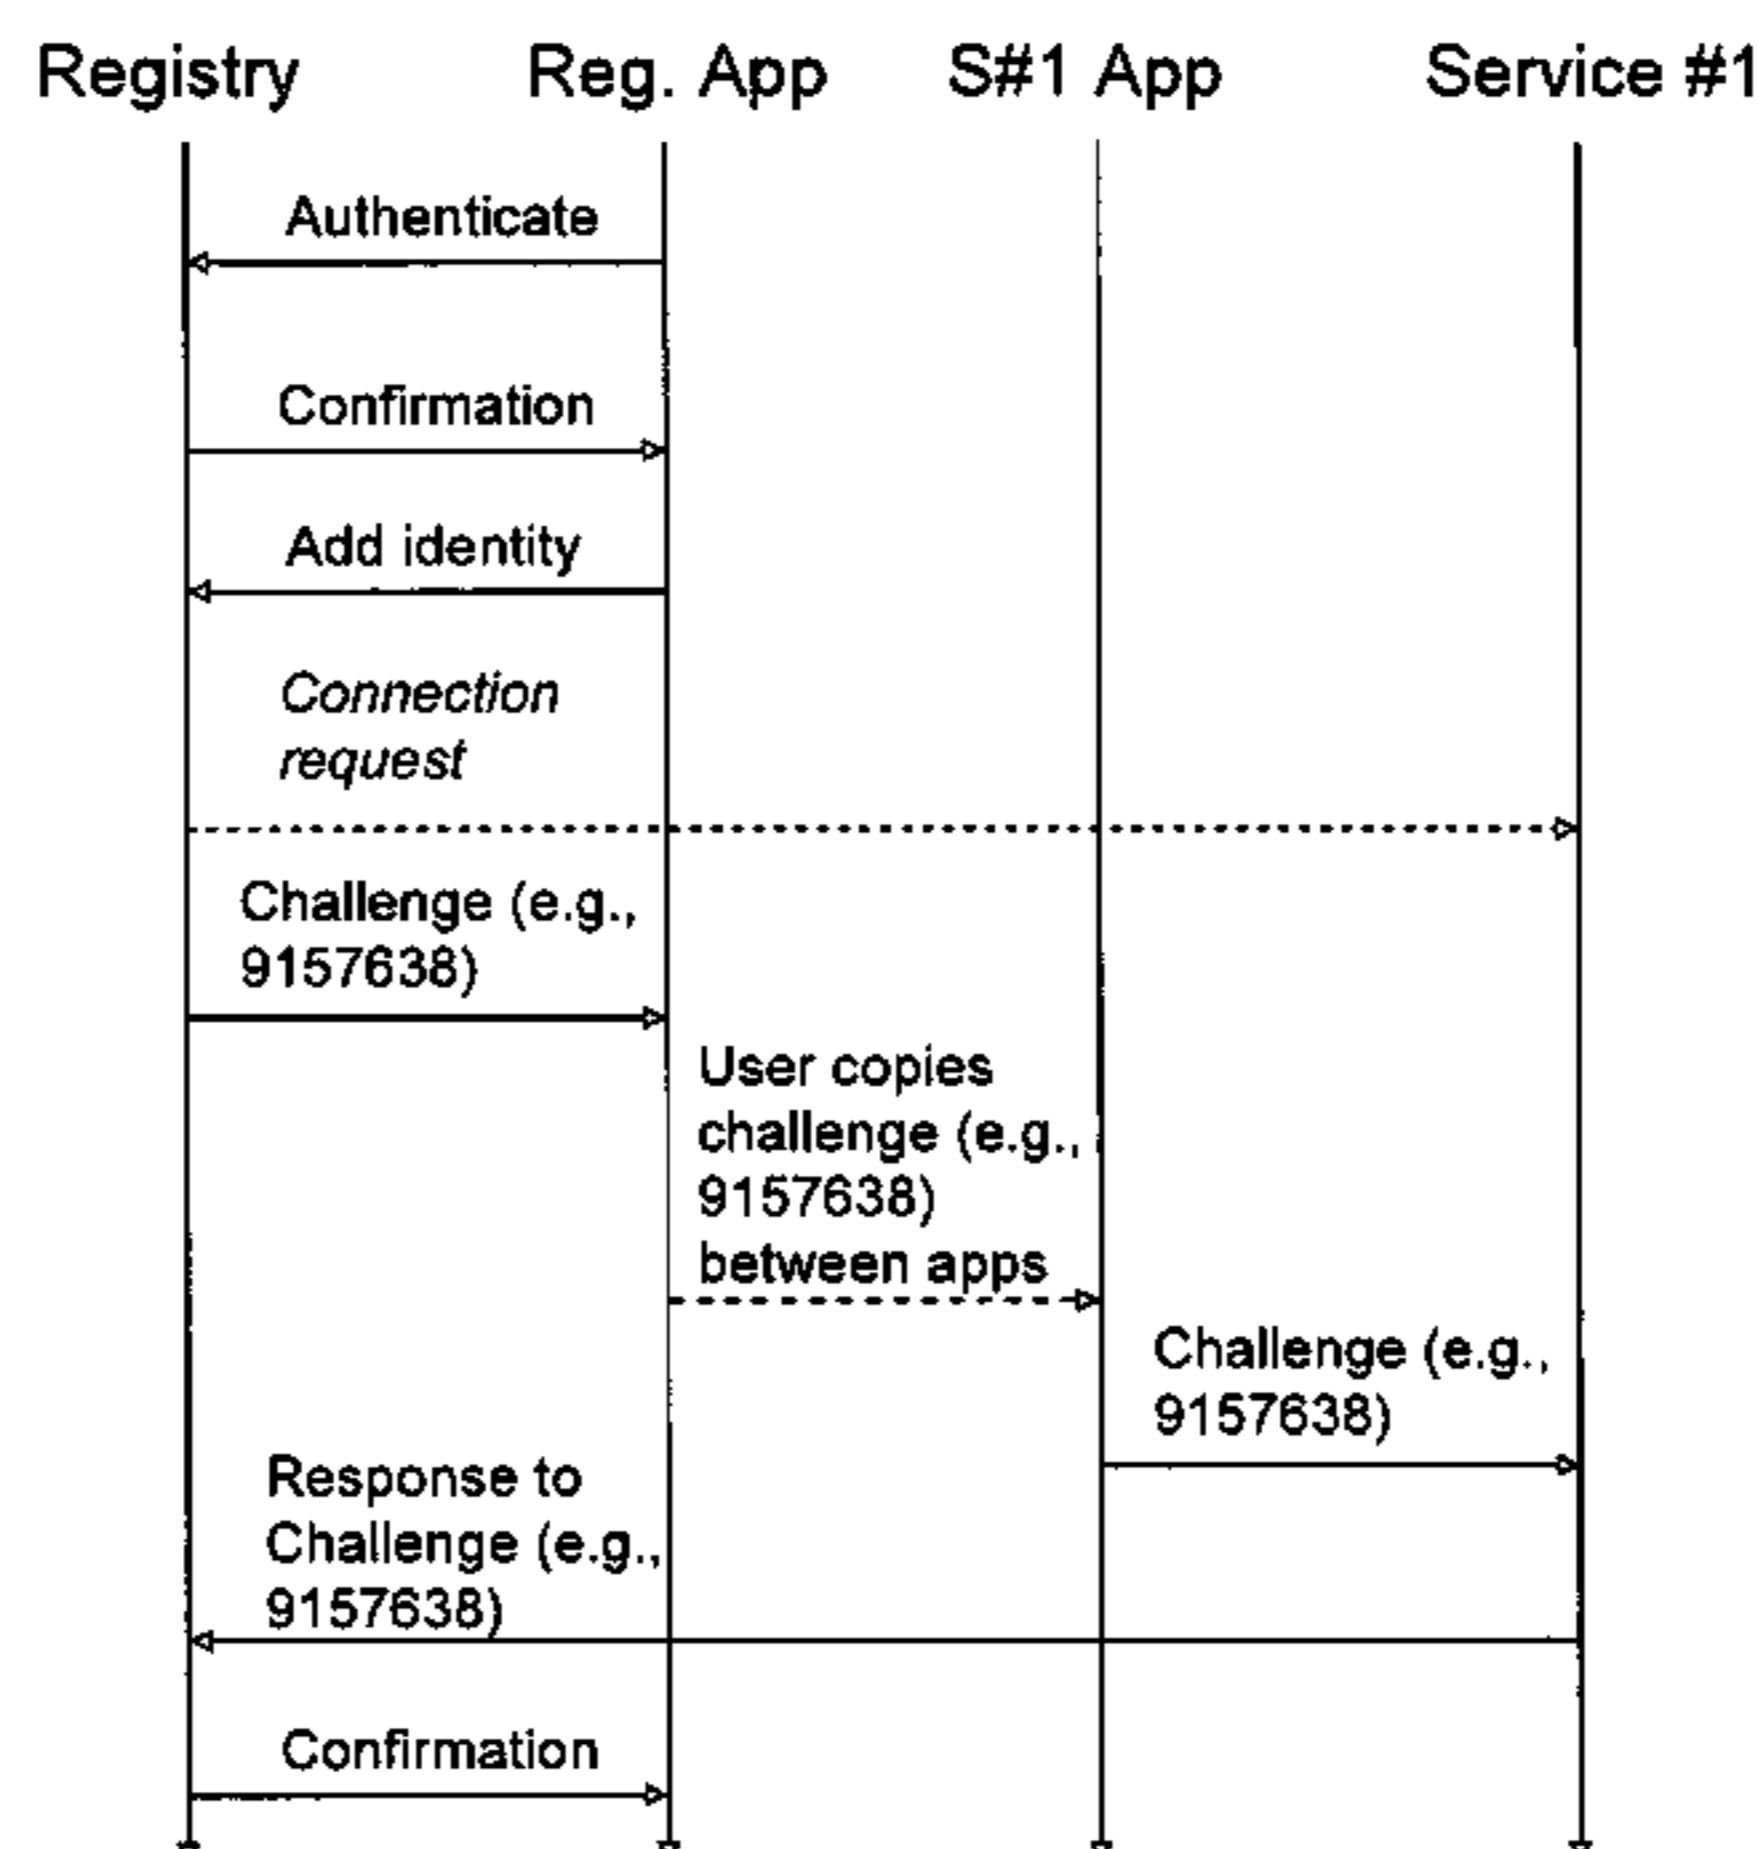 Registry Reg. App S#1 App Service #1
Authenticate
Confirmation
Add identity
Connection
request
Challenge (e.g.,
9157638)
User copies
challenge (e.g.,
9157638)
between apps
Challenge (e.g.,
9157638)
Response to
Challenge (e.g.,
9157638)
Confirmation